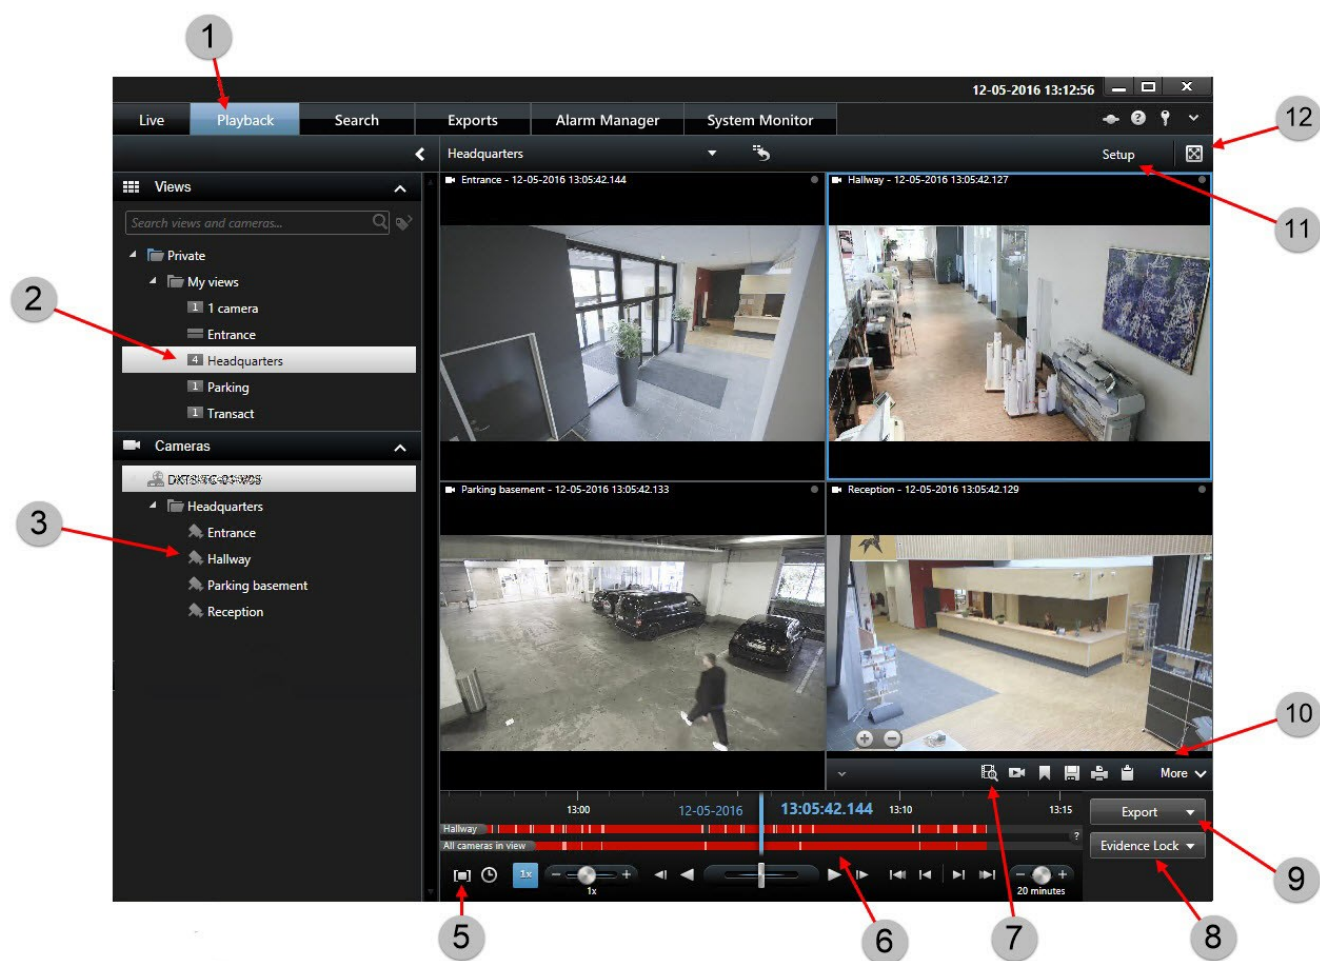 1
12-05-2016 13:12:56
Live Playback Search Exports Alarm Manager System Monitor
12
Headquarters
Setup
11
Views
Search views and cameras...
Private
My views
2
1 1 camera
Entrance
4 Headquarters
1 Parking
1 Transact
Cameras
Headquarters
3
Entrance
Hallway
Parking basement
Reception
Entrance - 12-05-2016 13:05:42.144
Hallway - 12-05-2016 13:05:42.127
Parking basement - 12-05-2016 13:05:42.133
Reception - 12-05-2016 13:05:42.129
10
More
13:00 12-05-2016 13:05:42.144 13:10 13:15
Hallway
All cameras in view
?
Export
Evidence Lock
1x
1x
20 minutes
9
5
6
7
8